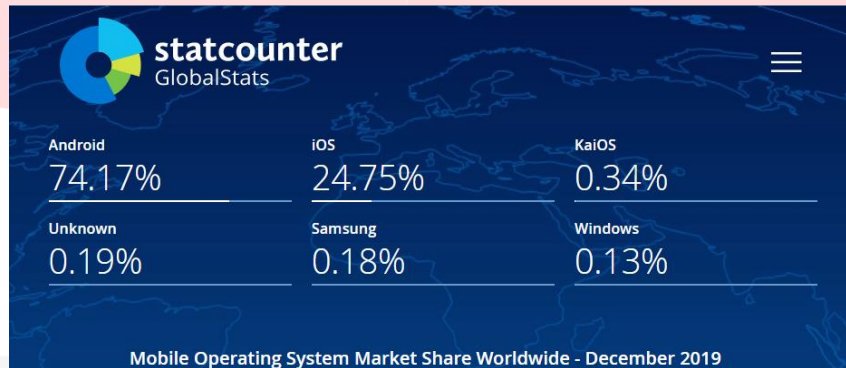 statcounter
GlobalStats
Android iOS KaiOS
74.17% 24.75% 0.34%
Unknown Samsung Windows
0.19% 0.18% 0.13%
Mobile Operating System Market Share Worldwide - December 2019